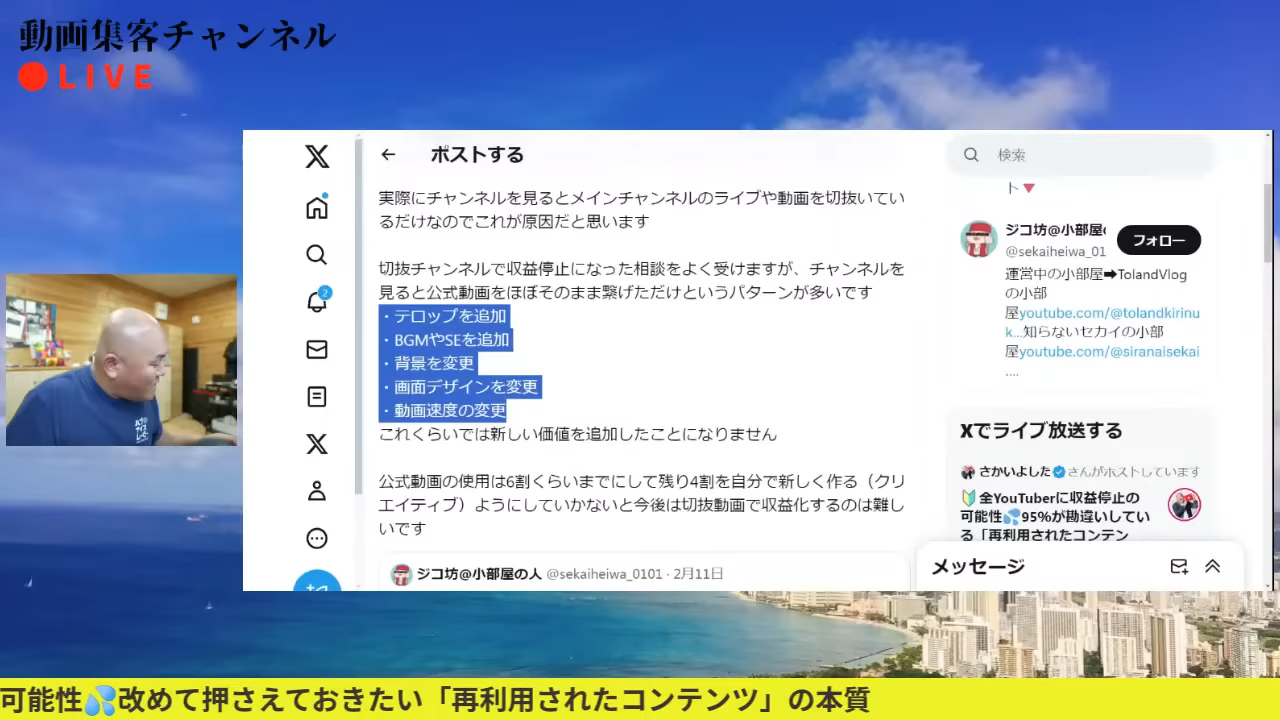 動画集客チャンネル
LIVE
ポストする
検索
実際にチャンネルを見るとメインチャンネルのライブや動画を切抜いてい
るだけなのでこれが原因だと思います
切抜チャンネルで収益停止になった相談をよく受けますが、チャンネルを
見ると公式動画をほぼそのまま繋げただけというパターンが多いです
・テロップを追加
・BGMやSEを追加
・背景を変更
・画面デザインを変更
・動画速度の変更
これくらいでは新しい価値を追加したことになりません
公式動画の使用は6割くらいまでにして残り4割を自分で新しく作る（クリ
エイティブ）ようにしていかないと今後は切抜動画で収益化するのは難し
いです
ジコ坊@小部屋の人 @sekaiheiwa_0101 · 2月11日
2
ト🔻
ジコ坊@小部屋の
@sekaiheiwa_01
フォロー
運営中の小部屋➡TolandVlog
の小部
屋youtube.com/@tolandkirinu
k...知らないセカイの小部
屋youtube.com/@siranaisekai
....
Xでライブ放送する
さかいよしたださんがホストしています
🔰全YouTuberに収益停止の
可能性💦95%が勘違いしてい
る「再利用されたコンテン
メッセージ
可能性💦改めて押さえておきたい「再利用されたコンテンツ」の本質